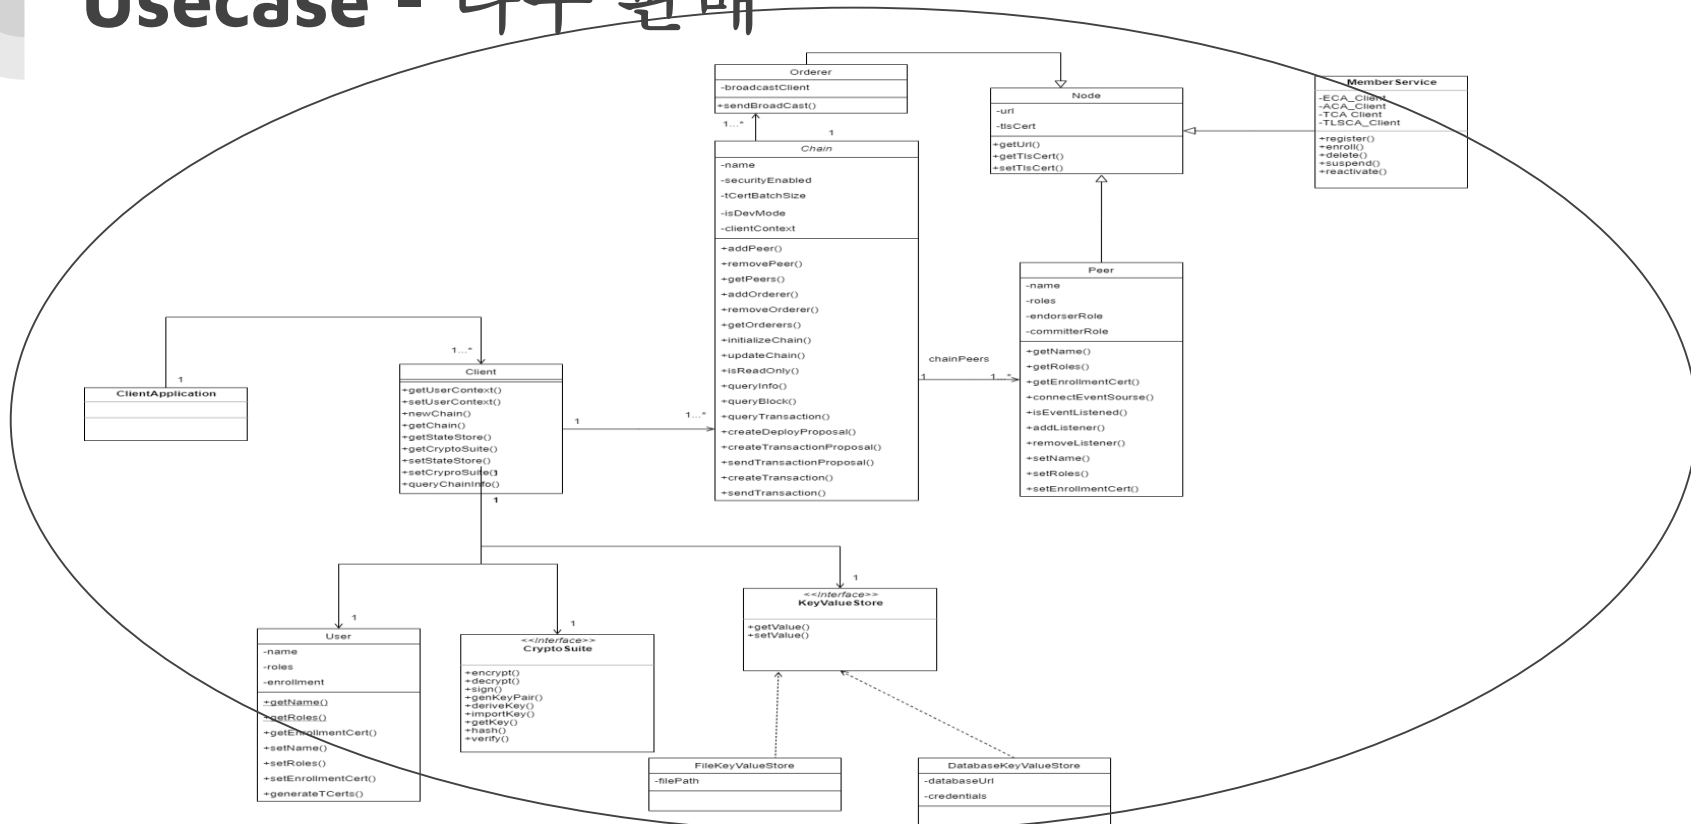 Usecase - 다수 판매
Orderer
-broadcastClient
+sendBroadCast()
1...*
1
Chain
-name
-securityEnabled
-tCertBatchSize
-isDevMode
-clientContext
+addPeer()
+removePeer()
+getPeers()
+addOrderer()
+removeOrderer()
+getOrderers()
+initializeChain()
+updateChain()
+isReadOnly()
+queryInfo()
+queryBlock()
+queryTransaction()
+createDeployProposal()
+createTransactionProposal()
+sendTransactionProposal()
+createTransaction()
+sendTransaction()
Node
-url
-tlsCert
+getUrl()
+getTlsCert()
+setTlsCert()
MemberService
-ECA_Client
-ACA_Client
-TCA Client
-TLSCA_Client
+register()
+enroll()
+delete()
+suspend()
+reactivate()
Peer
-name
-roles
-endorserRole
-committerRole
+getName()
+getRoles()
+getEnrollmentCert()
+connectEventSourse()
+isEventListened()
+addListener()
+removeListener()
+setName()
+setRoles()
+setEnrollmentCert()
chainPeers
1
1...*
1
ClientApplication
1...*
Client
+getUserContext()
+setUserContext()
+newChain()
+getChain()
+getStateStore()
+getCryptoSuite()
+setStateStore()
+setCryproSuite()
+queryChainInfo()
1
1
1
1...*
1
User
-name
-roles
-enrollment
+getName()
+getRoles()
+getEnrollmentCert()
+setName()
+setRoles()
+setEnrollmentCert()
+generateTCerts()
1
<<Interface>>
CryptoSuite
+encrypt()
+decrypt()
+sign()
+genKeyPair()
+deriveKey()
+importKey()
+getKey()
+hash()
+verify()
1
<<Interface>>
KeyValueStore
+getValue()
+setValue()
FileKeyValueStore
-filePath
DatabaseKeyValueStore
-databaseUrl
-credentials